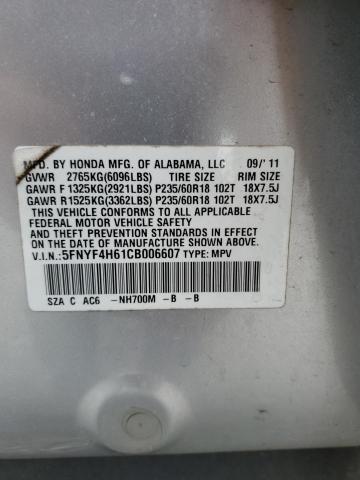 MFD. BY HONDA MFG. OF ALABAMA, LLC 09/'11
GVWR 2765KG(6096LBS) TIRE SIZE RIM SIZE
GAWR F 1325KG(2921LBS) P235/60R18 102T 18X7.5J
GAWR R1525KG(3362LBS) P235/60R18 102T 18X7.5J
THIS VEHICLE CONFORMS TO ALL APPLICABLE
FEDERAL MOTOR VEHICLE SAFETY
AND THEFT PREVENTION STANDARDS IN EFFECT ON
THE DATE OF MANUFACTURE SHOWN ABOVE.
V.I.N.: 5FNYF4H61CB006607 TYPE: MPV
SZA C AC6 -NH700M -B -B